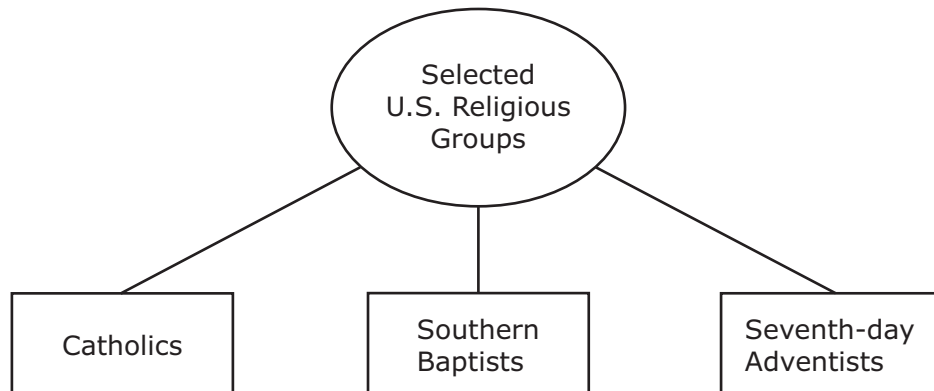 Selected
U.S. Religious
Groups
Catholics
Southern
Baptists
Seventh-day
Adventists